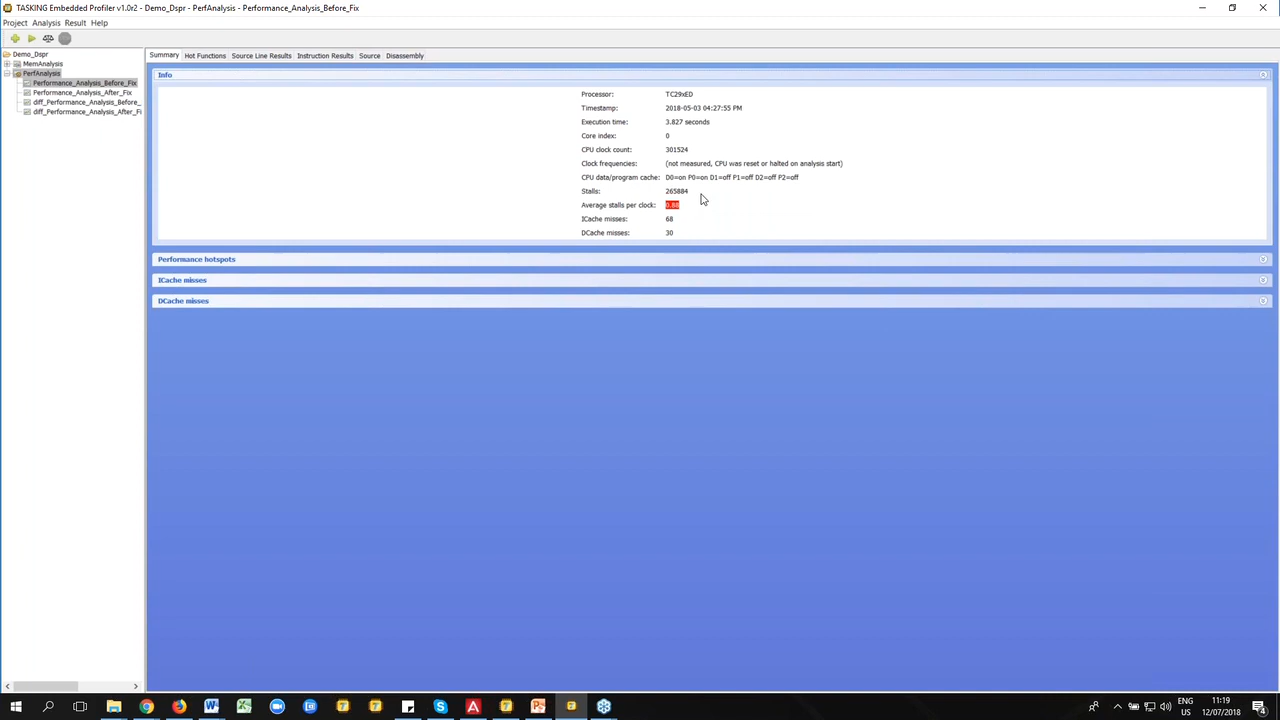 TASKING Embedded Profiler v1.0r2 - Demo_Dspr - PerfAnalysis - Performance_Analysis_Before_Fix
Project Analysis Result Help
Demo_Dspr
MemAnalysis
PerfAnalysis
Performance_Analysis_Before_Fix
Performance_Analysis_After_Fix
diff_Performance_Analysis_Before_
diff_Performance_Analysis_After_Fi
Summary Hot Functions Source Line Results Instruction Results Source Disassembly
Info
Processor: TC29xED
Timestamp: 2018-05-03 04:27:55 PM
Execution time: 3.827 seconds
Core index: 0
CPU clock count: 301524
Clock frequencies: (not measured, CPU was reset or halted on analysis start)
CPU data/program cache: D0=on P0=on D1=off P1=off D2=off P2=off
Stalls: 265884
Average stalls per clock: 0.88
ICache misses: 68
DCache misses: 30
Performance hotspots
ICache misses
DCache misses
ENG
US
11:19
12/07/2018